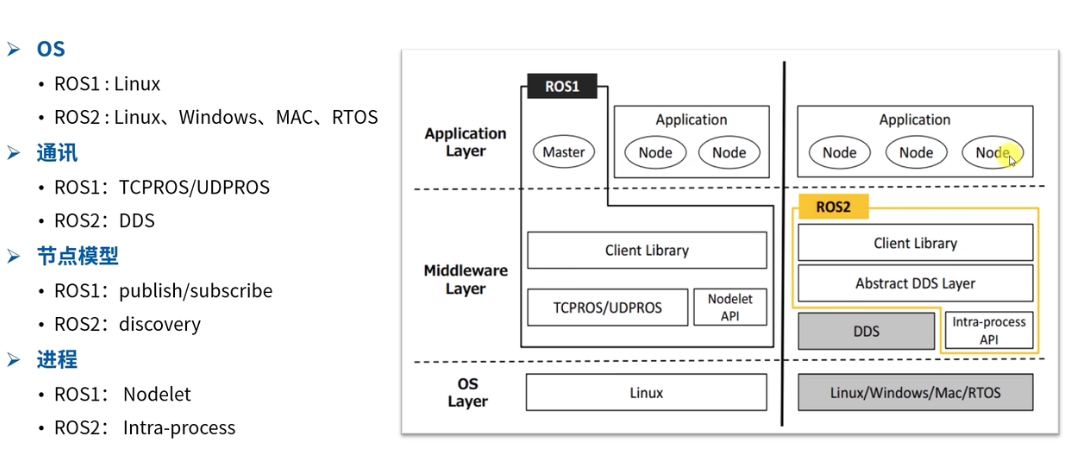 ➢ OS
• ROS1 : Linux
• ROS2 : Linux、Windows、MAC、RTOS
➢ 通讯
• ROS1：TCPROS/UDPROS
• ROS2：DDS
➢ 节点模型
• ROS1：publish/subscribe
• ROS2：discovery
➢ 进程
• ROS1： Nodelet
• ROS2： Intra-process
ROS1
Application
Layer
Master
Application
Node Node
Application
Node Node Node
ROS2
Middleware
Layer
Client Library
TCPROS/UDPROS
Nodelet
API
Client Library
Abstract DDS Layer
DDS
Intra-process
API
OS
Layer
Linux
Linux/Windows/Mac/RTOS